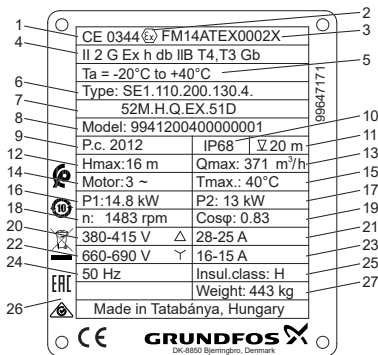 1 CE 0344 Ex FM14ATEX0002X 2
3
4 II 2 G Ex h db IIB T4,T3 Gb
Ta = -20°C to +40°C 5
6 Type: SE1.110.200.130.4.
7 52M.H.Q.EX.51D
99647171
8 Model: 9941200400000001 10
9 P.c. 2012 IP68 20 m 11
12 Hmax:16 m Qmax: 371 m³/h 13
14 Motor:3 ~ Tmax.: 40°C 15
16 P1:14.8 kW P2: 13 kW 17
18 n: 1483 rpm Cosφ: 0.83 19
20 380-415 V △ 28-25 A 21
22 660-690 V Y 16-15 A 23
24 50 Hz Insul.class: H 25
Weight: 443 kg 27
26 Made in Tatabánya, Hungary
10
EAC
CE GRUNDFOS X
DK-8850 Bjerringbro, Denmark